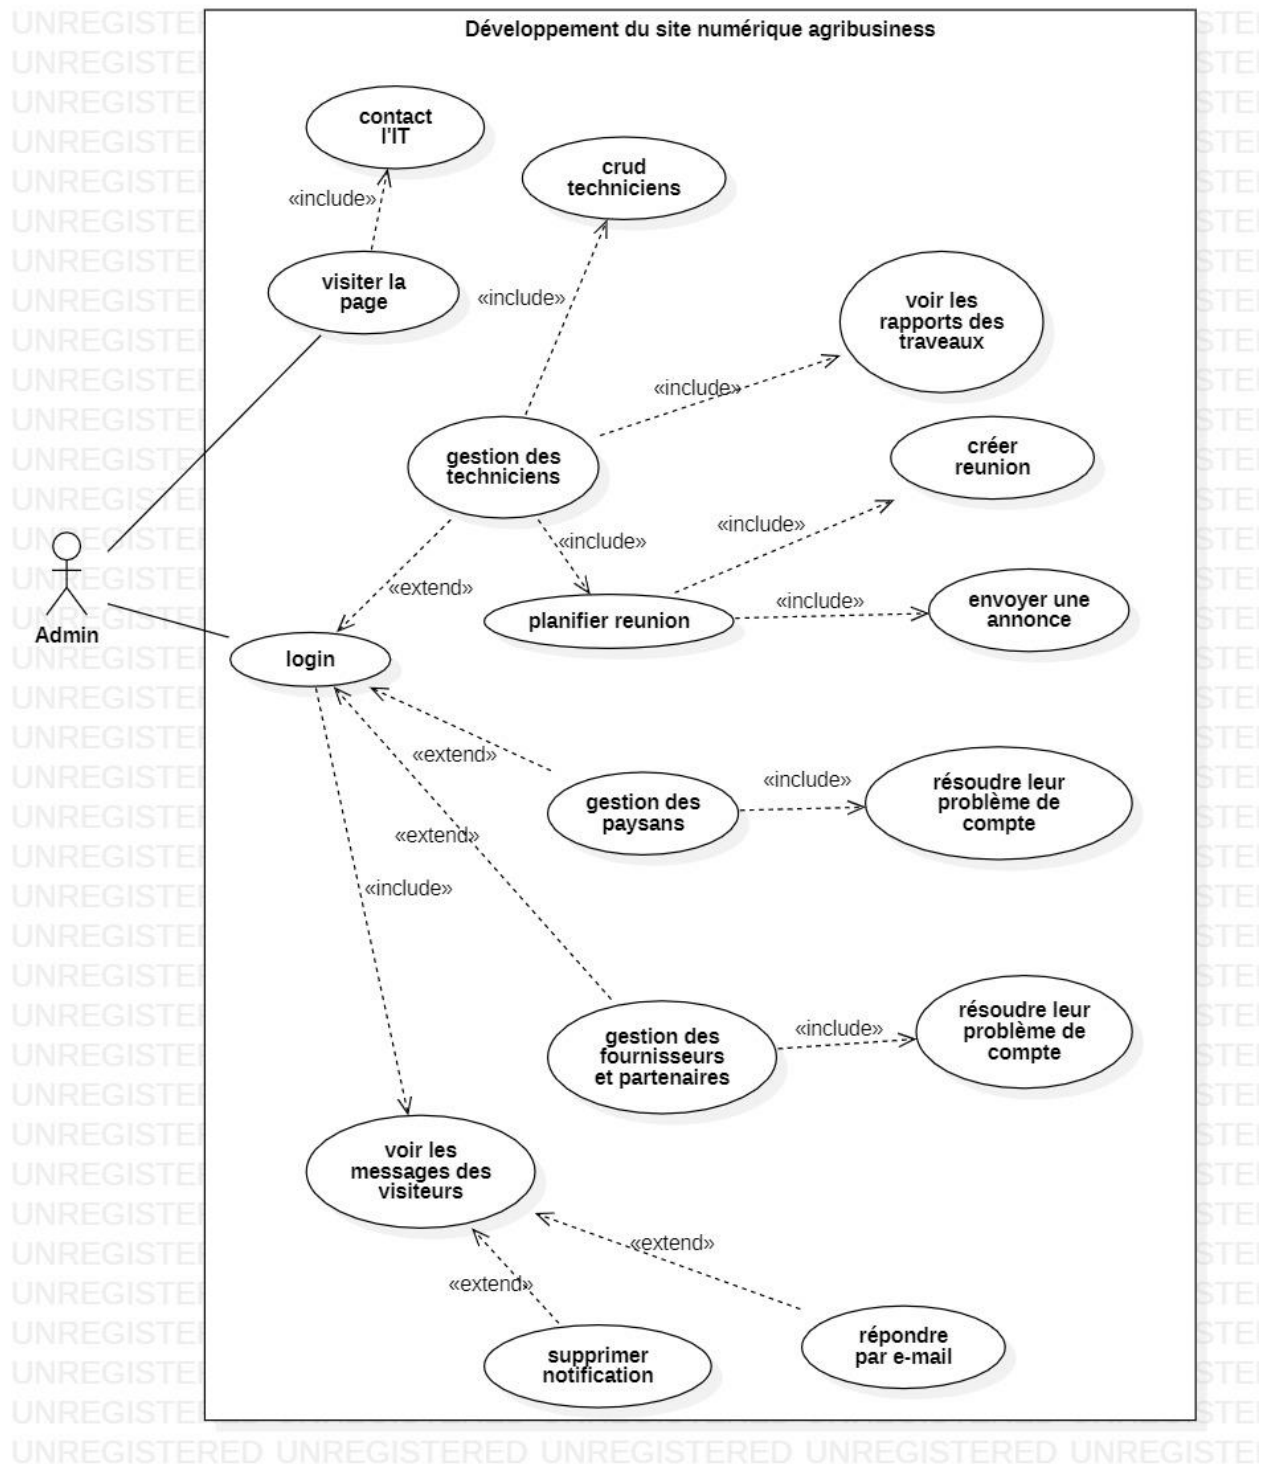 Développement du site numérique agribusiness
contact
l'IT
crud
techniciens
«include»
visiter la
page
«include»
voir les
rapports des
traveaux
«include»
gestion des
techniciens
créer
reunion
«include»
«include»
«extend»
planifier reunion
«include»
envoyer une
annonce
Admin
login
«extend»
gestion des
paysans
«include»
résoudre leur
problème de
compte
«extend»
«include»
gestion des
fournisseurs
et partenaires
«include»
résoudre leur
problème de
compte
voir les
messages des
visiteurs
«extend»
«extend»
supprimer
notification
répondre
par e-mail
UNREGISTERED UNREGISTERED UNREGISTERED UNREGISTERED UNREGISTE